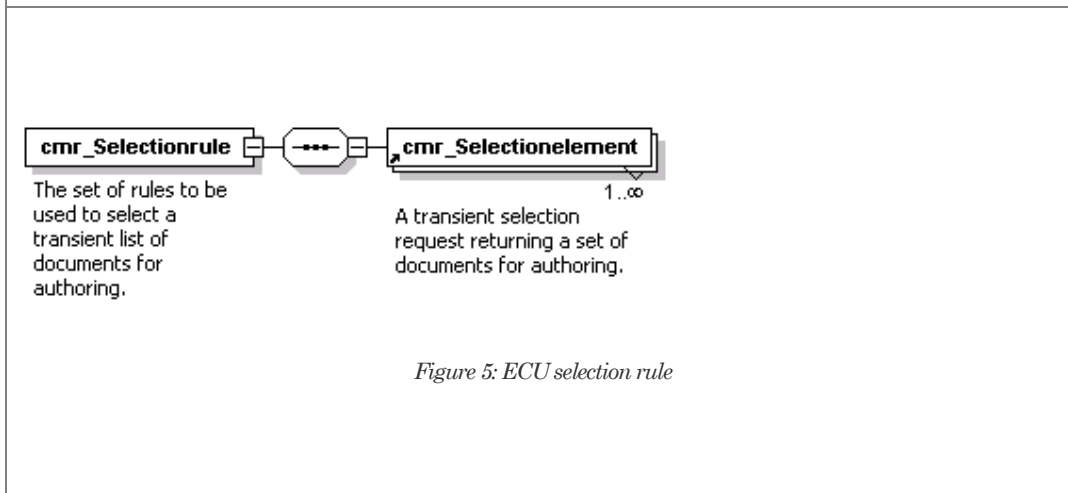 cmr_Selectionrule
cmr_Selectionelement
1..∞
The set of rules to be
used to select a
transient list of
documents for
authoring.
A transient selection
request returning a set of
documents for authoring.
Figure 5: ECU selection rule